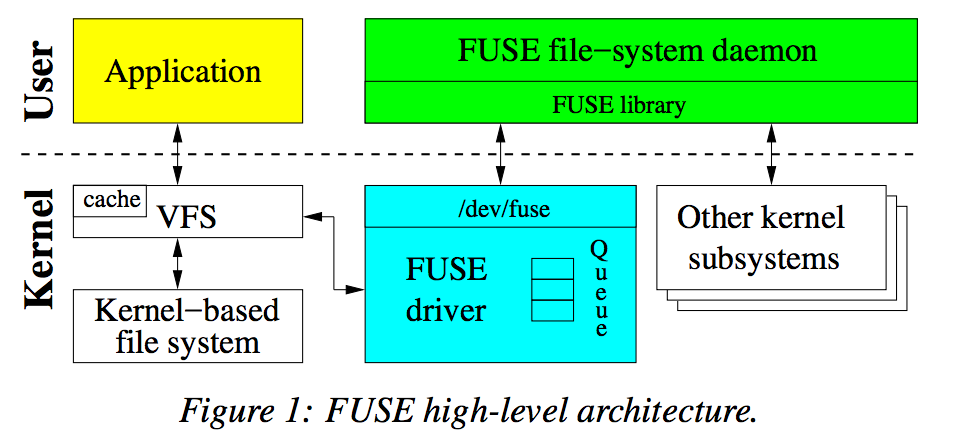 User
Application
FUSE file−system daemon
FUSE library
Kernel
cache
VFS
Kernel−based
file system
/dev/fuse
FUSE
driver
Queue
Other kernel
subsystems
Figure 1: FUSE high-level architecture.